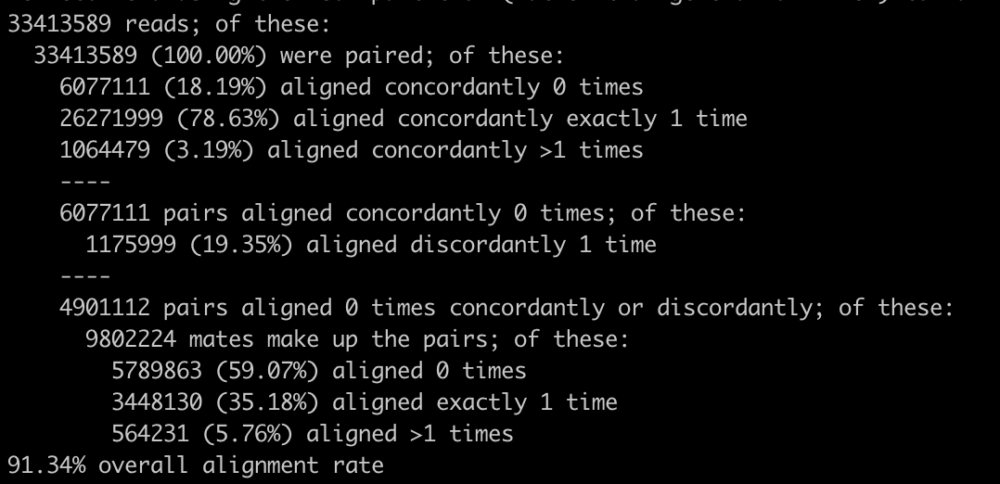 33413589 reads; of these:
  33413589 (100.00%) were paired; of these:
    6077111 (18.19%) aligned concordantly 0 times
    26271999 (78.63%) aligned concordantly exactly 1 time
    1064479 (3.19%) aligned concordantly >1 times
    ----
    6077111 pairs aligned concordantly 0 times; of these:
      1175999 (19.35%) aligned discordantly 1 time
    ----
    4901112 pairs aligned 0 times concordantly or discordantly; of these:
      9802224 mates make up the pairs; of these:
        5789863 (59.07%) aligned 0 times
        3448130 (35.18%) aligned exactly 1 time
        564231 (5.76%) aligned >1 times
91.34% overall alignment rate